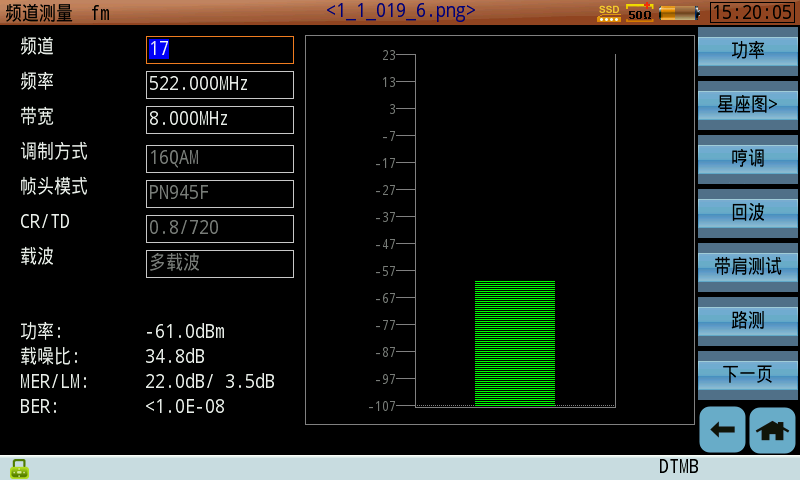 频道测量 fm <1_1_019_6.png> SSD 50Ω 15:20:05
频道 17
频率 522.000MHz
带宽 8.000MHz
调制方式 16QAM
帧头模式 PN945F
CR/TD 0.8/720
载波 多载波
功率: -61.0dBm
载噪比: 34.8dB
MER/LM: 22.0dB/ 3.5dB
BER: <1.0E-08
23
13
3
-7
-17
-27
-37
-47
-57
-67
-77
-87
-97
-107
功率
星座图>
哼调
回波
带肩测试
路测
下一页
DTMB